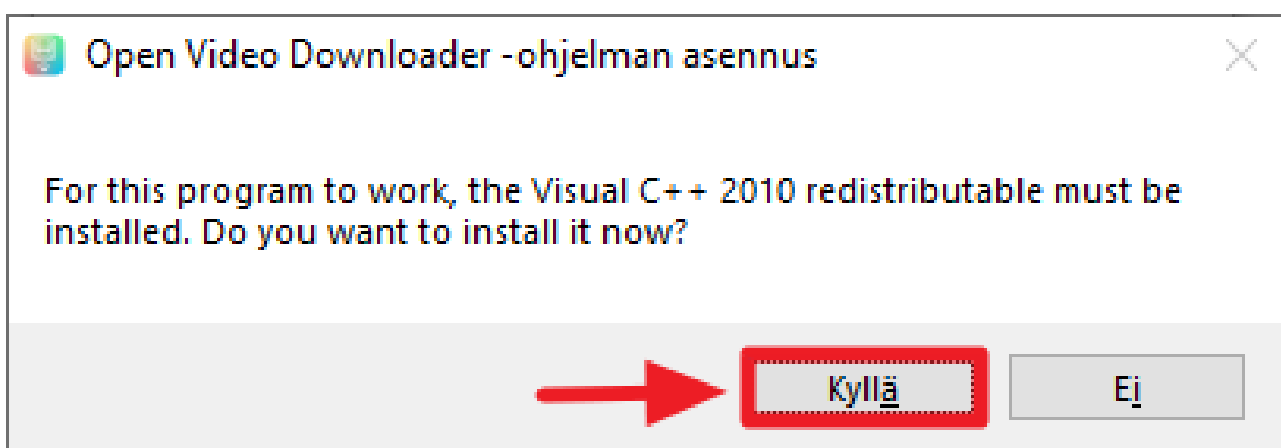 Open Video Downloader -ohjelman asennus
For this program to work, the Visual C++ 2010 redistributable must be
installed. Do you want to install it now?
Kyllä
Ei